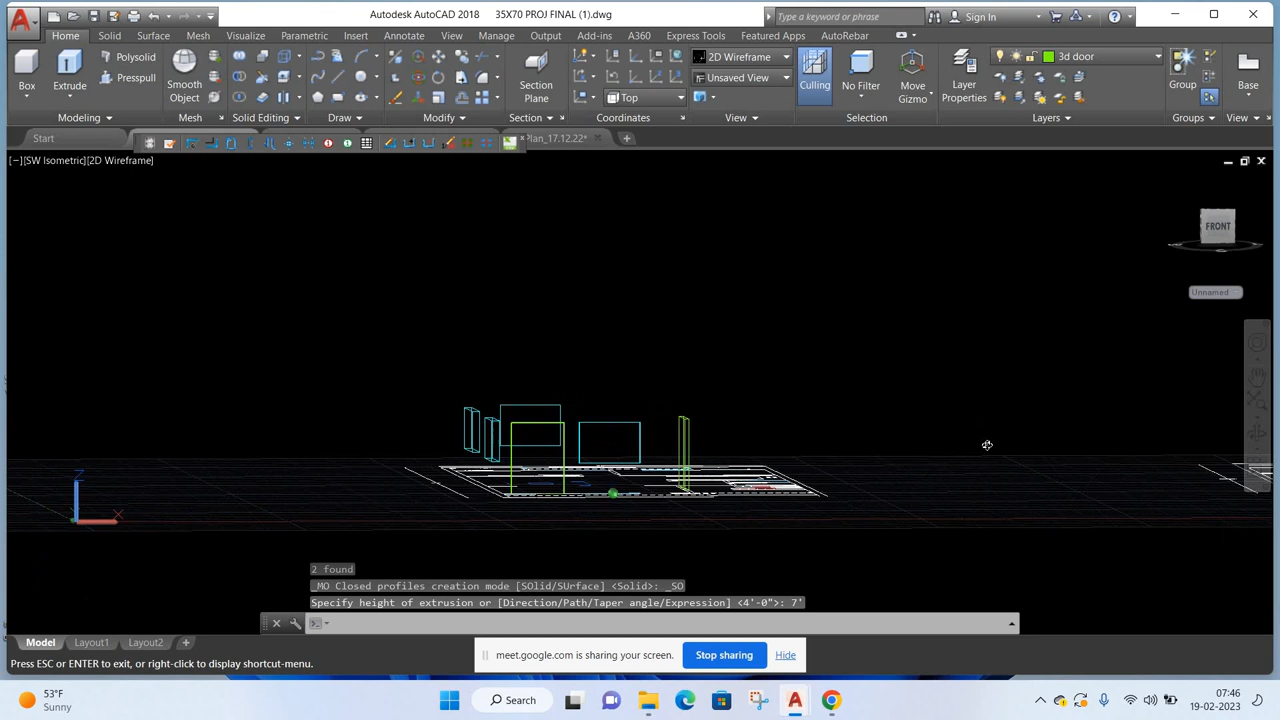 Autodesk AutoCAD 2018 35X70 PROJ FINAL (1).dwg
Type a keyword or phrase
Sign In
Home Solid Surface Mesh Visualize Parametric Insert Annotate View Manage Output Add-ins A360 Express Tools Featured Apps AutoRebar
Box
Extrude
Polysolid
Presspull
Smooth
Object
Section
Plane
2D Wireframe
Unsaved View
Top
Culling
No Filter
Move
Gizmo
Layer
Properties
3d door
Group
Base
Modeling Mesh Solid Editing Draw Modify Section Coordinates View Selection Layers Groups View
Start
Plan_17.12.22*
[−][SW Isometric][2D Wireframe]
FRONT
Unnamed
Z
X
2 found
_MO Closed profiles creation mode [SOlid/SUrface] <Solid>: _SO
Specify height of extrusion or [Direction/Path/Taper angle/Expression] <4'-0">: 7'
Model Layout1 Layout2
Press ESC or ENTER to exit, or right-click to display shortcut-menu.
meet.google.com is sharing your screen.
Stop sharing
Hide
53°F
Sunny
Search
07:46
19-02-2023